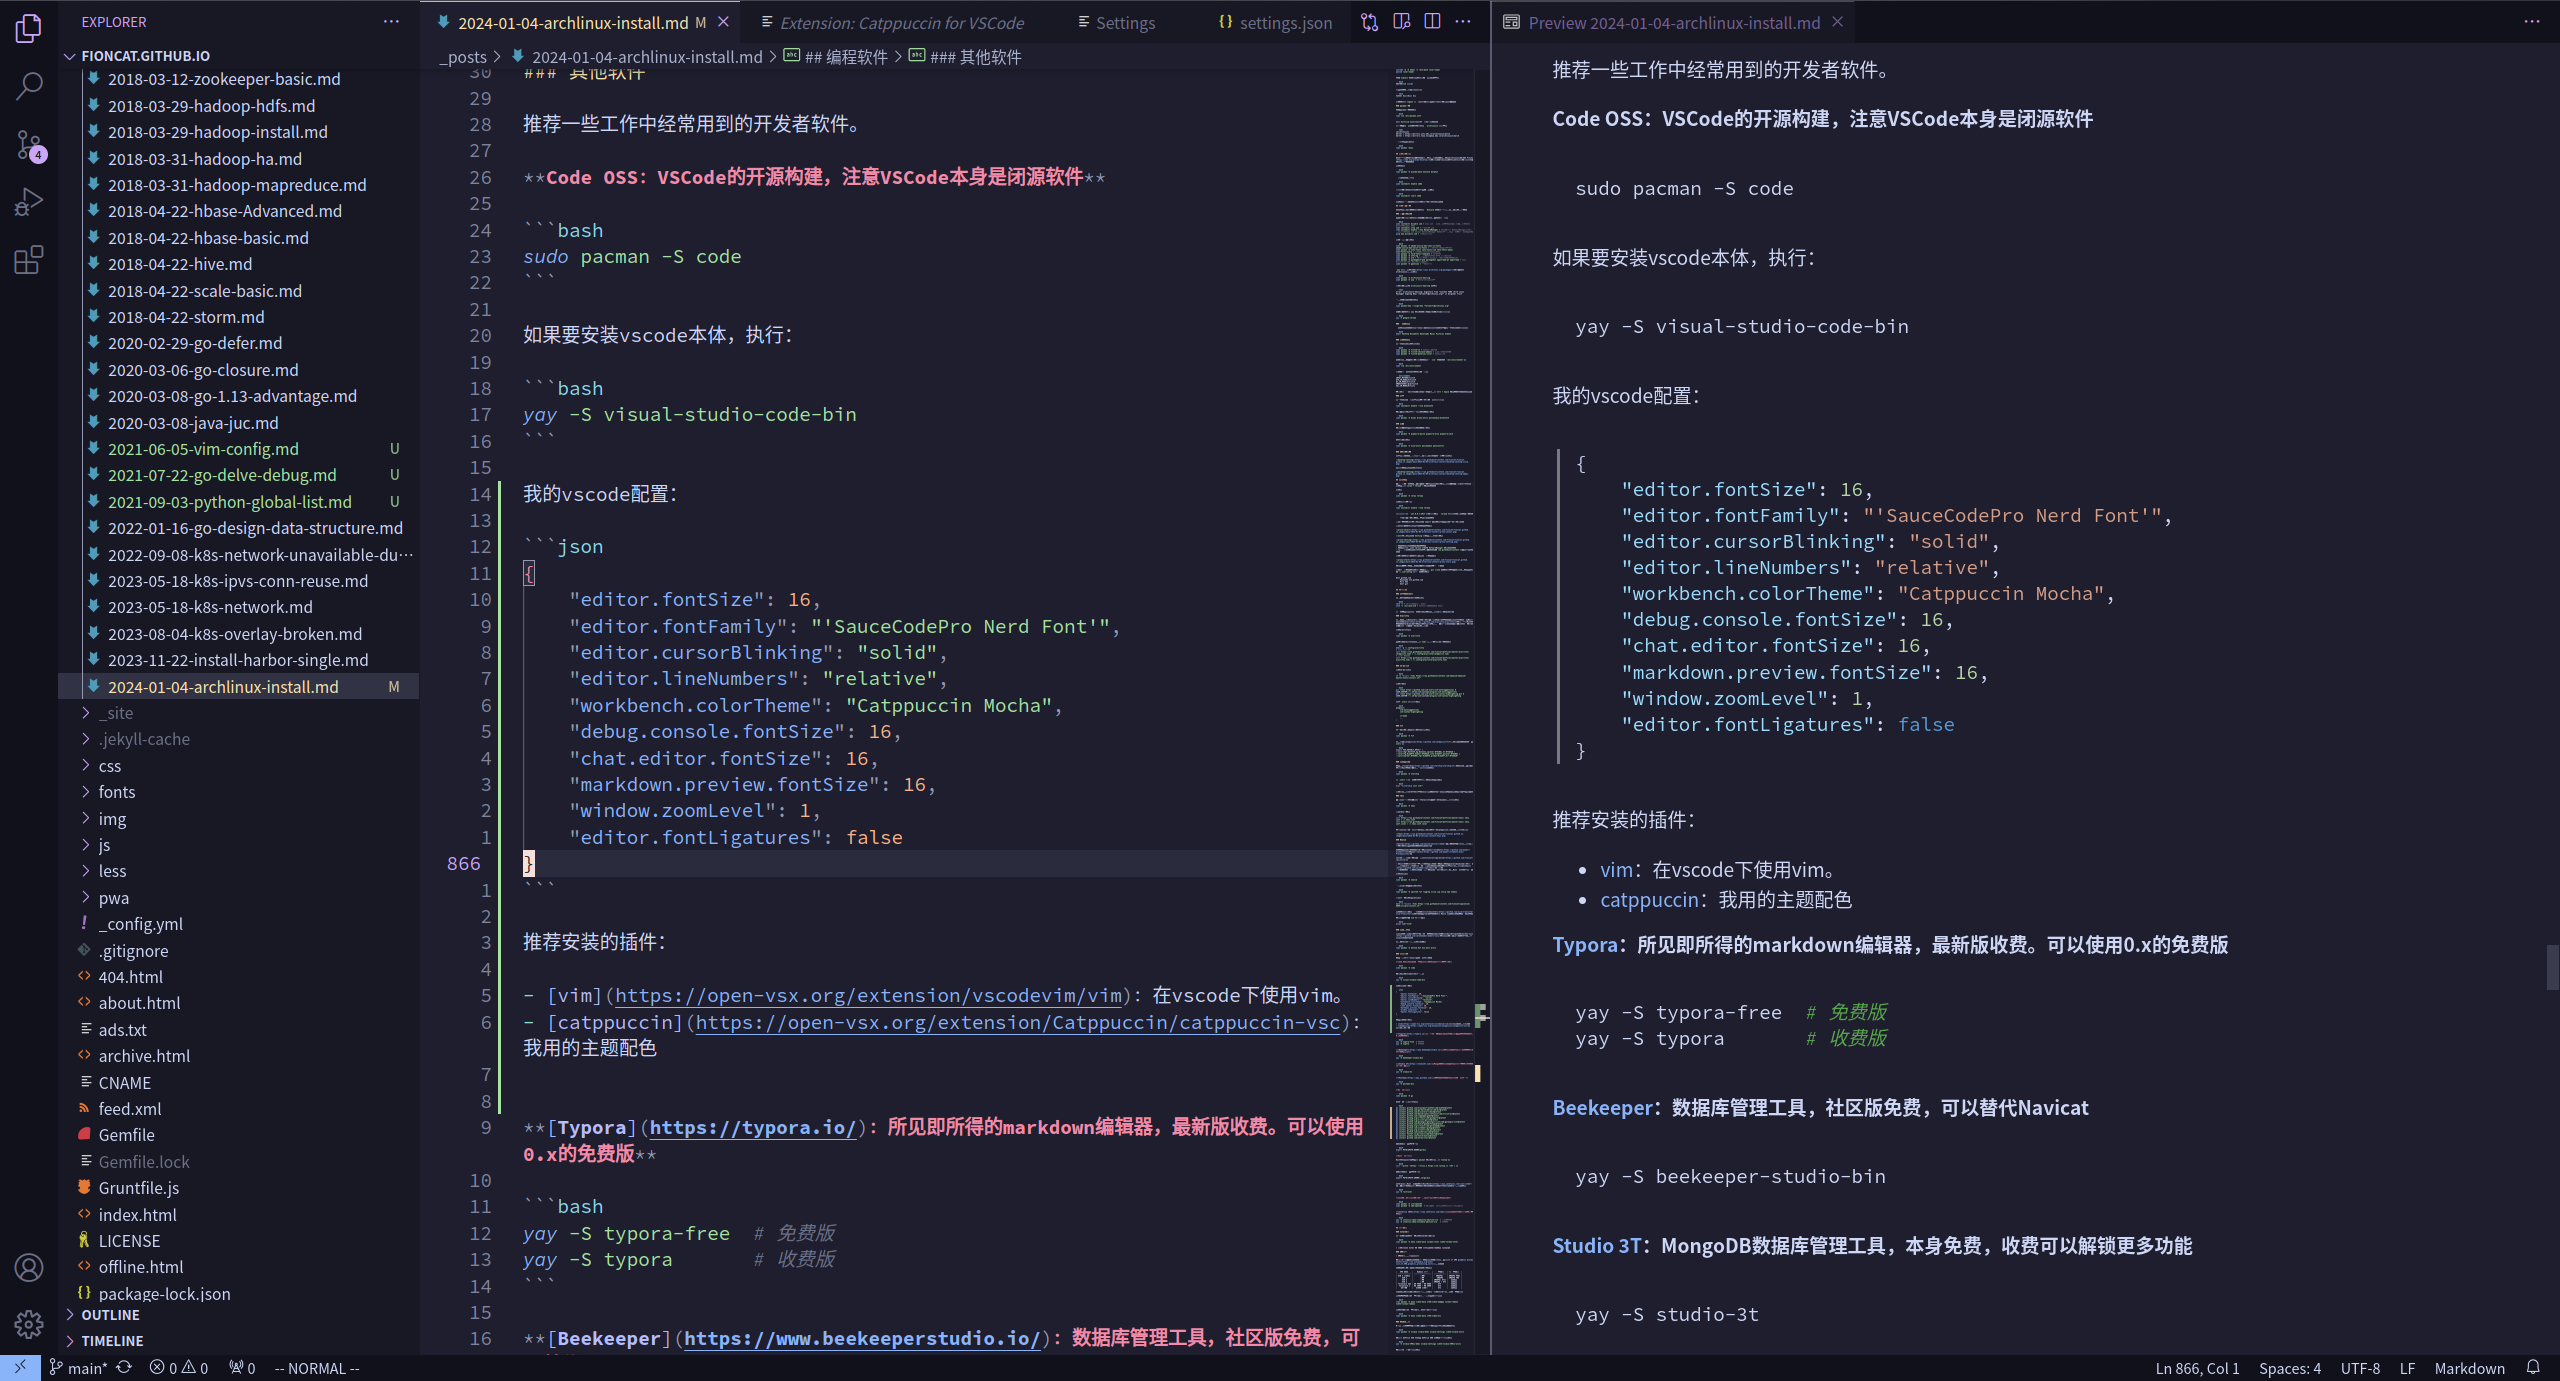 EXPLORER
FIONCAT.GITHUB.IO
2018-03-12-zookeeper-basic.md
2018-03-29-hadoop-hdfs.md
2018-03-29-hadoop-install.md
2018-03-31-hadoop-ha.md
2018-03-31-hadoop-mapreduce.md
2018-04-22-hbase-Advanced.md
2018-04-22-hbase-basic.md
2018-04-22-hive.md
2018-04-22-scale-basic.md
2018-04-22-storm.md
2020-02-29-go-defer.md
2020-03-06-go-closure.md
2020-03-08-go-1.13-advantage.md
2020-03-08-java-juc.md
2021-06-05-vim-config.md U
2021-07-22-go-delve-debug.md U
2021-09-03-python-global-list.md U
2022-01-16-go-design-data-structure.md
2022-09-08-k8s-network-unavailable-du…
2023-05-18-k8s-ipvs-conn-reuse.md
2023-05-18-k8s-network.md
2023-08-04-k8s-overlay-broken.md
2023-11-22-install-harbor-single.md
2024-01-04-archlinux-install.md M
_site
.jekyll-cache
css
fonts
img
js
less
pwa
_config.yml
.gitignore
404.html
about.html
ads.txt
archive.html
CNAME
feed.xml
Gemfile
Gemfile.lock
Gruntfile.js
index.html
LICENSE
offline.html
package-lock.json
OUTLINE
TIMELINE
2024-01-04-archlinux-install.md M
Extension: Catppuccin for VSCode
Settings
settings.json
_posts > 2024-01-04-archlinux-install.md > ## 编程软件 > ### 其他软件
30 ### 其他软件
29
28 推荐一些工作中经常用到的开发者软件。
27
26 **Code OSS：VSCode的开源构建，注意VSCode本身是闭源软件**
25
24 ```bash
23 sudo pacman -S code
22 ```
21
20 如果要安装vscode本体，执行：
19
18 ```bash
17 yay -S visual-studio-code-bin
16 ```
15
14 我的vscode配置：
13
12 ```json
11 {
10 "editor.fontSize": 16,
9 "editor.fontFamily": "'SauceCodePro Nerd Font'",
8 "editor.cursorBlinking": "solid",
7 "editor.lineNumbers": "relative",
6 "workbench.colorTheme": "Catppuccin Mocha",
5 "debug.console.fontSize": 16,
4 "chat.editor.fontSize": 16,
3 "markdown.preview.fontSize": 16,
2 "window.zoomLevel": 1,
1 "editor.fontLigatures": false
866 }
1 ```
2
3 推荐安装的插件：
4
5 - [vim](https://open-vsx.org/extension/vscodevim/vim)：在vscode下使用vim。
6 - [catppuccin](https://open-vsx.org/extension/Catppuccin/catppuccin-vsc)：
我用的主题配色
7
8
9 **[Typora](https://typora.io/)：所见即所得的markdown编辑器，最新版收费。可以使用
0.x的免费版**
10
11 ```bash
12 yay -S typora-free # 免费版
13 yay -S typora # 收费版
14 ```
15
16 **[Beekeeper](https://www.beekeeperstudio.io/)：数据库管理工具，社区版免费，可
Preview 2024-01-04-archlinux-install.md
推荐一些工作中经常用到的开发者软件。
Code OSS：VSCode的开源构建，注意VSCode本身是闭源软件
sudo pacman -S code
如果要安装vscode本体，执行：
yay -S visual-studio-code-bin
我的vscode配置：
{
"editor.fontSize": 16,
"editor.fontFamily": "'SauceCodePro Nerd Font'",
"editor.cursorBlinking": "solid",
"editor.lineNumbers": "relative",
"workbench.colorTheme": "Catppuccin Mocha",
"debug.console.fontSize": 16,
"chat.editor.fontSize": 16,
"markdown.preview.fontSize": 16,
"window.zoomLevel": 1,
"editor.fontLigatures": false
}
推荐安装的插件：
• vim：在vscode下使用vim。
• catppuccin：我用的主题配色
Typora：所见即所得的markdown编辑器，最新版收费。可以使用0.x的免费版
yay -S typora-free # 免费版
yay -S typora # 收费版
Beekeeper：数据库管理工具，社区版免费，可以替代Navicat
yay -S beekeeper-studio-bin
Studio 3T：MongoDB数据库管理工具，本身免费，收费可以解锁更多功能
yay -S studio-3t
4
main* 0 0 0 -- NORMAL --
Ln 866, Col 1 Spaces: 4 UTF-8 LF Markdown